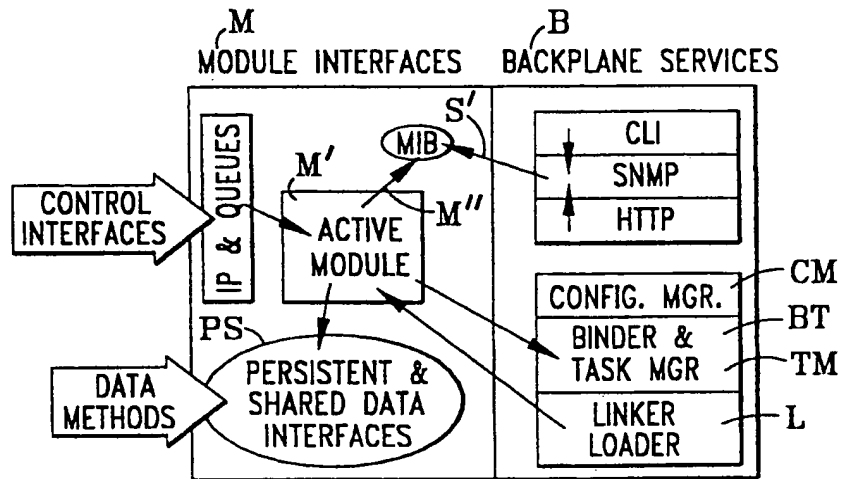 M
MODULE INTERFACES
B
BACKPLANE SERVICES
CONTROL
INTERFACES
IP & QUEUES
M'
ACTIVE
MODULE
MIB
M"
S'
CLI
SNMP
HTTP
CONFIG. MGR.
CM
BINDER &
TASK MGR
BT
TM
LINKER
LOADER
L
PS
DATA
METHODS
PERSISTENT &
SHARED DATA
INTERFACES